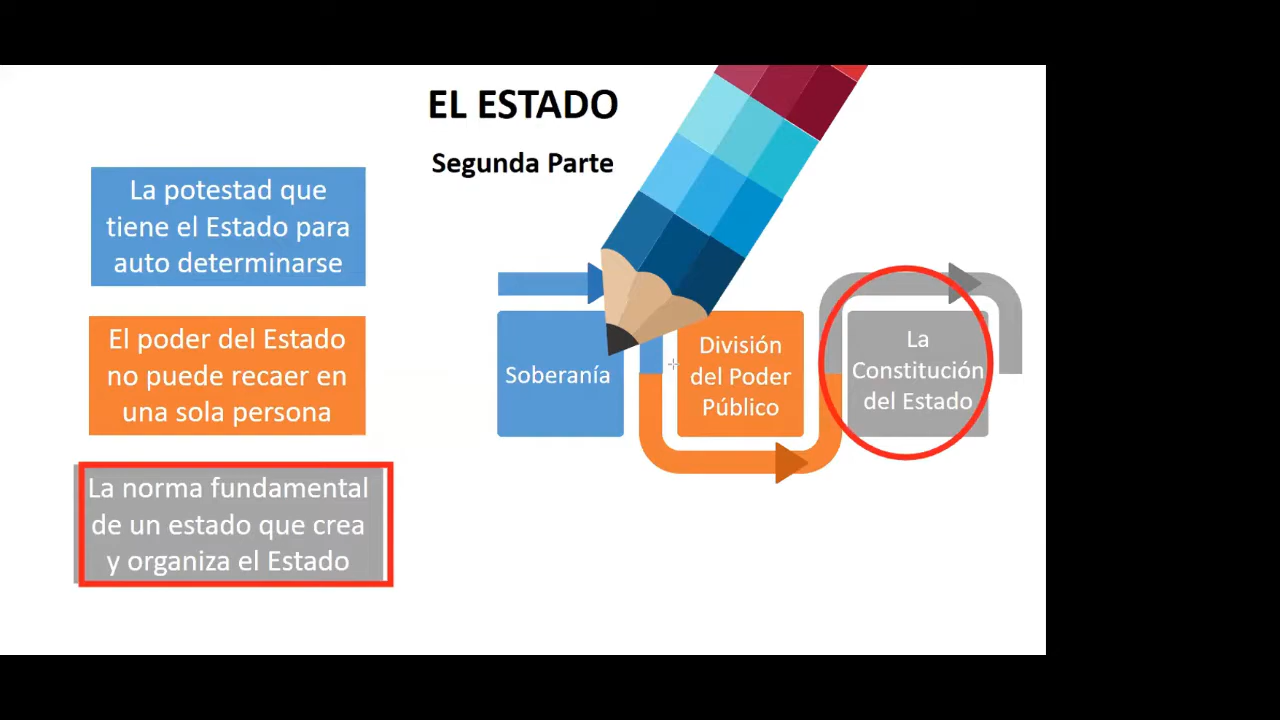 EL ESTADO
Segunda Parte
La potestad que
tiene el Estado para
auto determinarse
El poder del Estado
no puede recaer en
una sola persona
La norma fundamental
de un estado que crea
y organiza el Estado
Soberanía
División
del Poder
Público
La
Constitución
del Estado